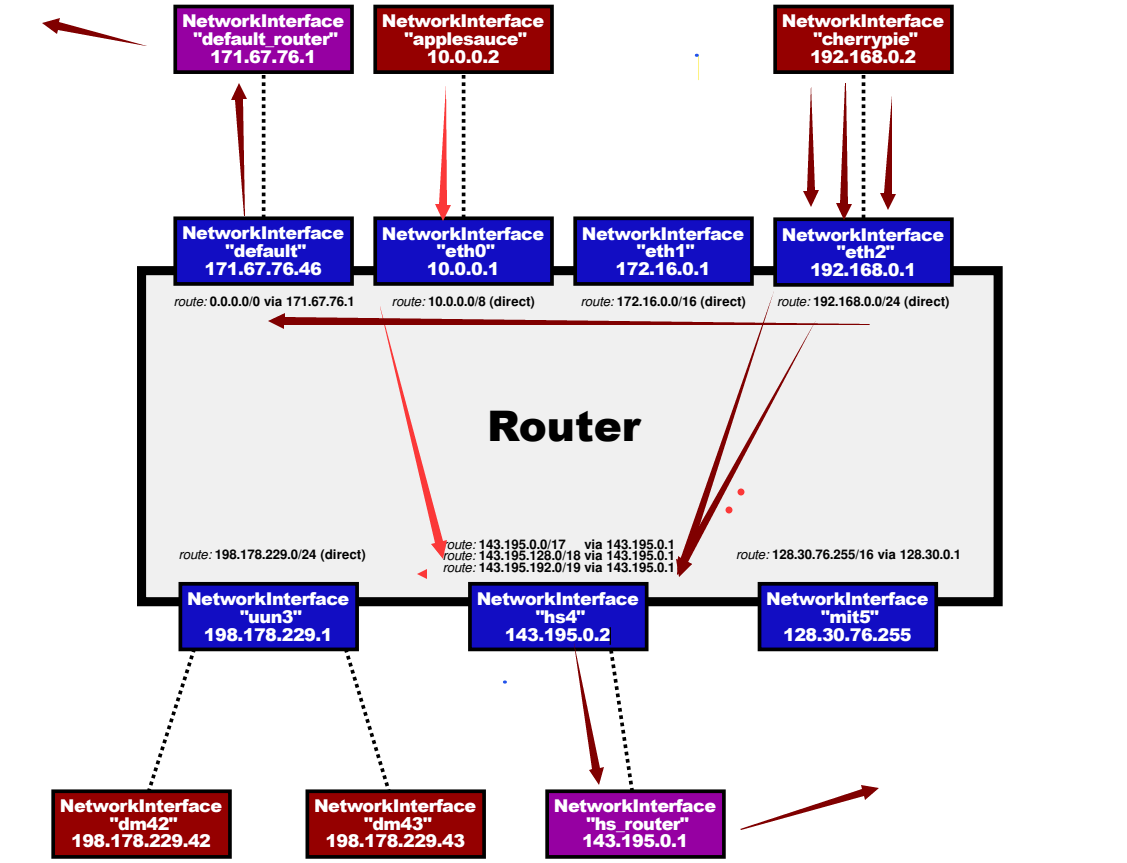 NetworkInterface
"default_router"
171.67.76.1
NetworkInterface
"applesauce"
10.0.0.2
NetworkInterface
"cherrypie"
192.168.0.2
NetworkInterface
"default"
171.67.76.46
NetworkInterface
"eth0"
10.0.0.1
NetworkInterface
"eth1"
172.16.0.1
NetworkInterface
"eth2"
192.168.0.1
route: 0.0.0.0/0 via 171.67.76.1
route: 10.0.0.0/8 (direct)
route: 172.16.0.0/16 (direct)
route: 192.168.0.0/24 (direct)
Router
route: 198.178.229.0/24 (direct)
route: 143.195.0.0/17 via 143.195.0.1
route: 143.195.128.0/18 via 143.195.0.1
route: 143.195.192.0/19 via 143.195.0.1
route: 128.30.76.255/16 via 128.30.0.1
NetworkInterface
"uun3"
198.178.229.1
NetworkInterface
"hs4"
143.195.0.2
NetworkInterface
"mit5"
128.30.76.255
NetworkInterface
"dm42"
198.178.229.42
NetworkInterface
"dm43"
198.178.229.43
NetworkInterface
"hs_router"
143.195.0.1